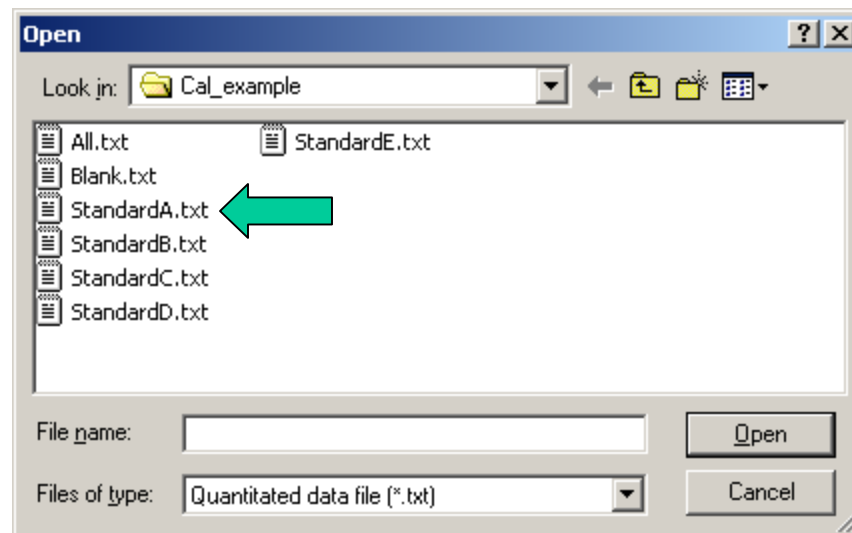 Open
Look in: Cal_example
All.txt
Blank.txt
StandardA.txt
StandardB.txt
StandardC.txt
StandardD.txt
StandardE.txt
File name:
Open
Files of type: Quantitated data file (*.txt)
Cancel